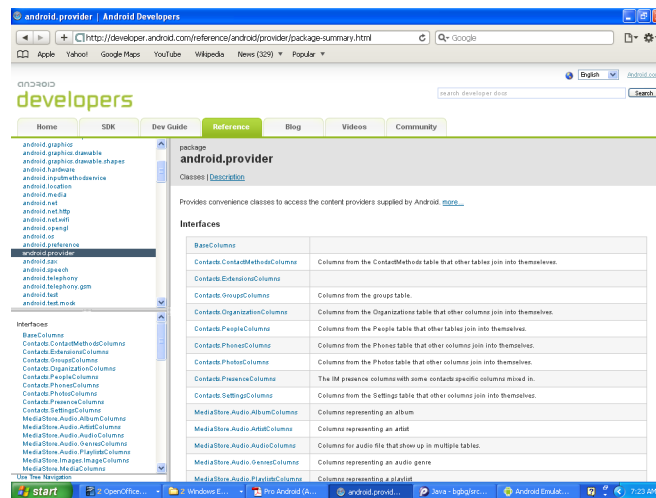 android.provider | Android Developers
http://developer.android.com/reference/android/provider/package-summary.html
Q- Google
Apple Yahoo! Google Maps YouTube Wikipedia News (329) ▼ Popular ▼
English
Android.com
android
developers
search developer docs
Search
Home SDK Dev Guide Reference Blog Videos Community
android.graphics
android.graphics.drawable
android.graphics.drawable.shapes
android.hardware
android.inputmethodservice
android.location
android.media
android.net
android.net.http
android.net.wifi
android.opengl
android.os
android.preference
android.provider
android.sax
android.speech
android.telephony
android.telephony.gsm
android.test
android.test.mock
Interfaces
BaseColumns
Contacts.ContactMethodsColumns
Contacts.ExtensionsColumns
Contacts.GroupsColumns
Contacts.OrganizationColumns
Contacts.PeopleColumns
Contacts.PhonesColumns
Contacts.PhotosColumns
Contacts.PresenceColumns
Contacts.SettingsColumns
MediaStore.Audio.AlbumColumns
MediaStore.Audio.ArtistColumns
MediaStore.Audio.AudioColumns
MediaStore.Audio.GenresColumns
MediaStore.Audio.PlaylistsColumns
MediaStore.Images.ImageColumns
MediaStore.MediaColumns
Use Tree Navigation
package
android.provider
Classes | Description
Provides convenience classes to access the content providers supplied by Android. more...
Interfaces
BaseColumns
Contacts.ContactMethodsColumns Columns from the ContactMethods table that other tables join into themseleves.
Contacts.ExtensionsColumns
Contacts.GroupsColumns Columns from the groups table.
Contacts.OrganizationColumns Columns from the Organizations table that other columns join into themselves.
Contacts.PeopleColumns Columns from the People table that other tables join into themselves.
Contacts.PhonesColumns Columns from the Phones table that other columns join into themselves.
Contacts.PhotosColumns Columns from the Photos table that other columns join into themselves.
Contacts.PresenceColumns The IM presence columns with some contacts specific columns mixed in.
Contacts.SettingsColumns Columns from the Settings table that other columns join into themselves.
MediaStore.Audio.AlbumColumns Columns representing an album
MediaStore.Audio.ArtistColumns Columns representing an artist
MediaStore.Audio.AudioColumns Columns for audio file that show up in multiple tables.
MediaStore.Audio.GenresColumns Columns representing an audio genre
MediaStore.Audio.PlaylistsColumns Columns representing a playlist
start 2 OpenOffice... 2 Windows E... Pro Android (A... android.provid... Java - bgbg/src... Android Emulat... 7:23 AM